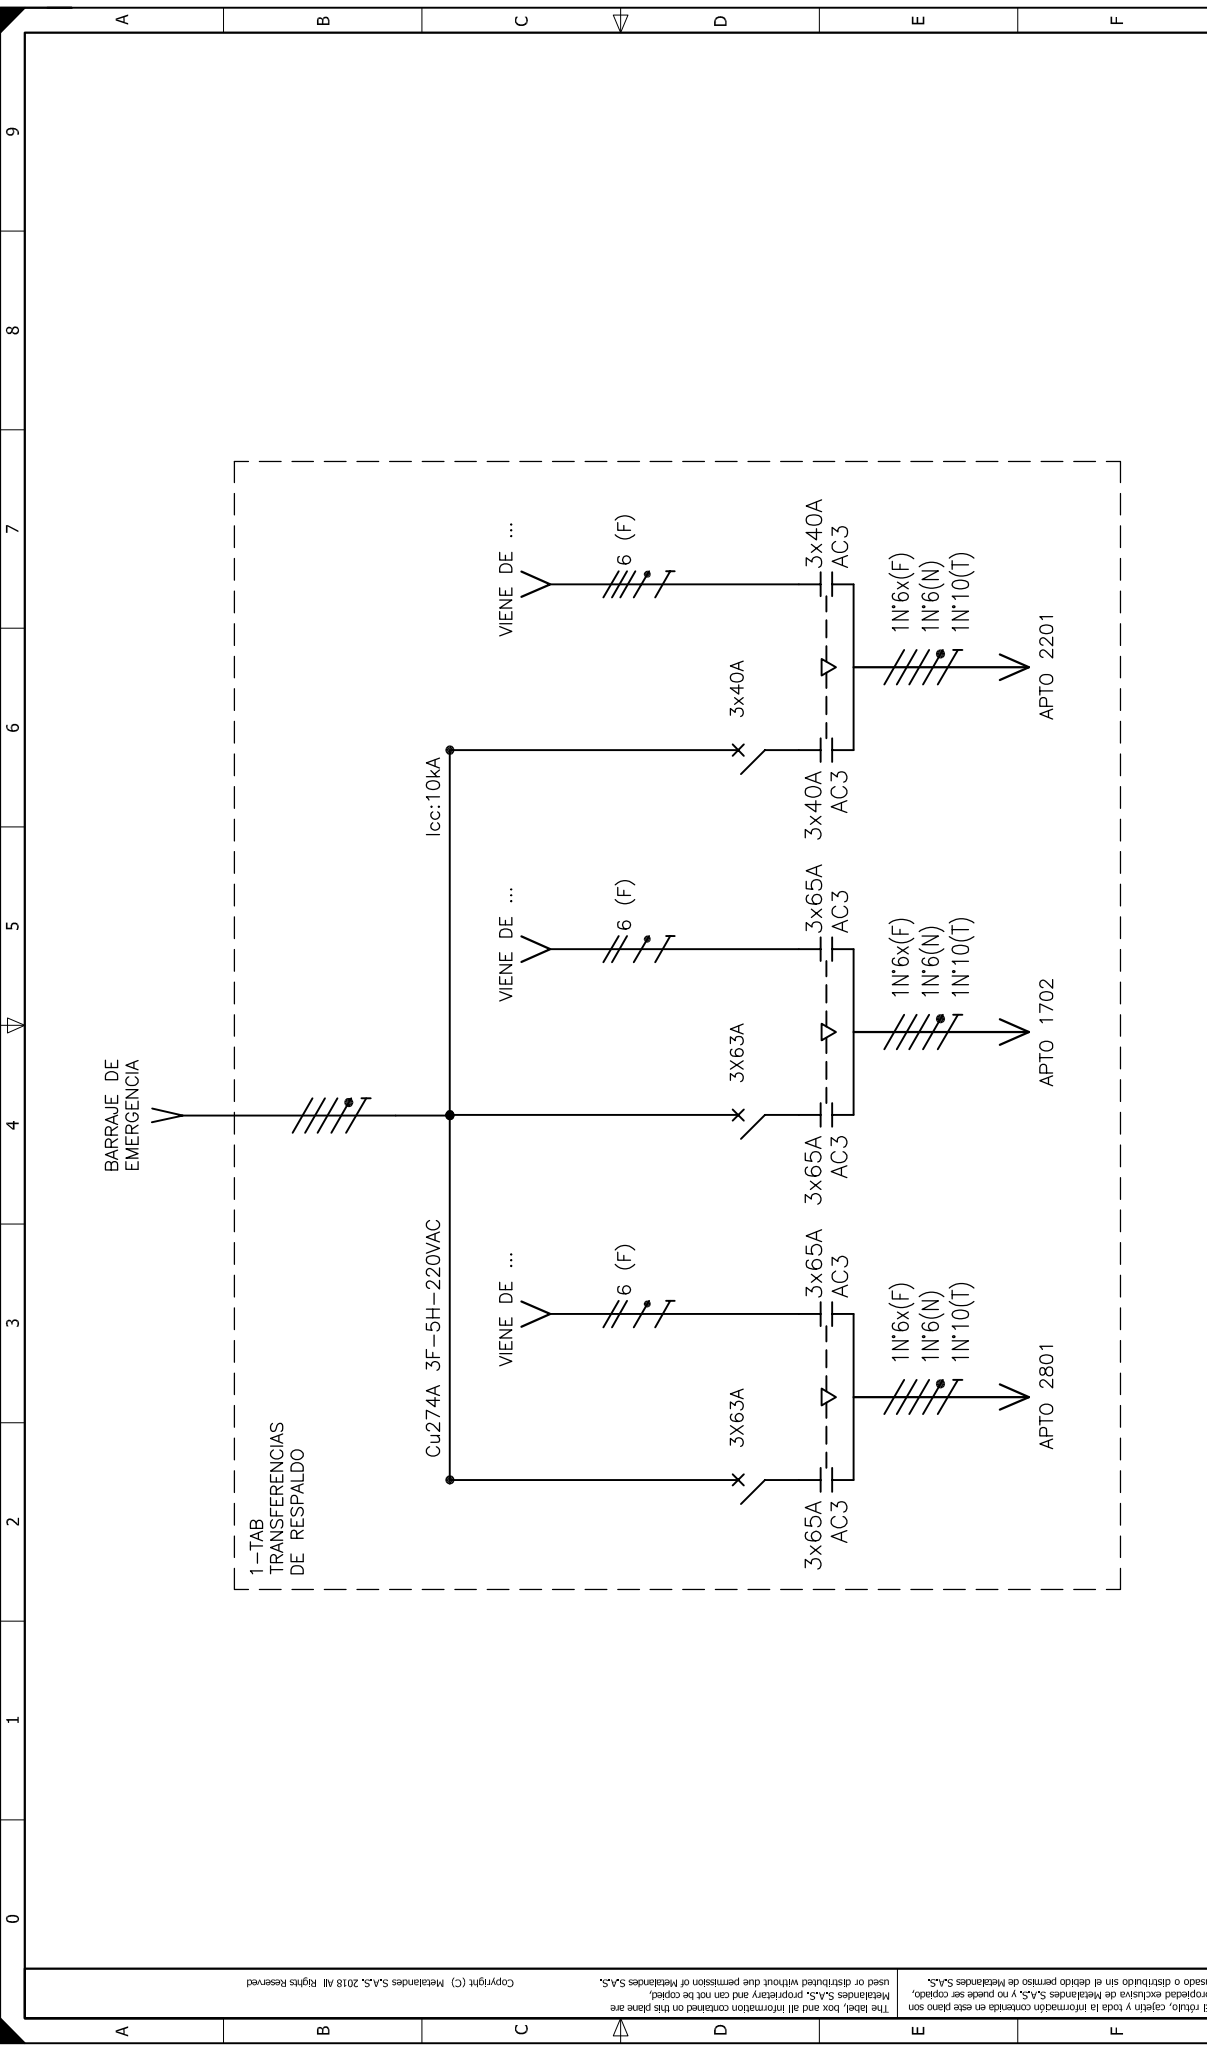 A
B
C
D
E
F
0
1
2
3
4
5
6
7
8
9
BARRAJE DE
EMERGENCIA
1-TAB
TRANSFERENCIAS
DE RESPALDO
Cu274A 3F-5H-220VAC
Icc:10kA
VIENE DE ...
6 (F)
3X63A
3x65A
AC3
3x65A
AC3
1N°6x(F)
1N°6(N)
1N°10(T)
APTO 2801
VIENE DE ...
6 (F)
3X63A
3x65A
AC3
3x65A
AC3
1N°6x(F)
1N°6(N)
1N°10(T)
APTO 1702
VIENE DE ...
6 (F)
3x40A
3x40A
AC3
3x40A
AC3
1N°6x(F)
1N°6(N)
1N°10(T)
APTO 2201
A
B
C
D
E
F
El rótulo, cajetín y toda la información contenida en este plano son
propiedad exclusiva de Metalandes S.A.S. y no puede ser copiado,
usado o distribuido sin el debido permiso de Metalandes S.A.S.
The label, box and all information contained on this plane are
Metalandes S.A.S. proprietary and can not be copied,
used or distributed without due permission of Metalandes S.A.S.
Copyright (C) Metalandes S.A.S. 2018 All Rights Reserved